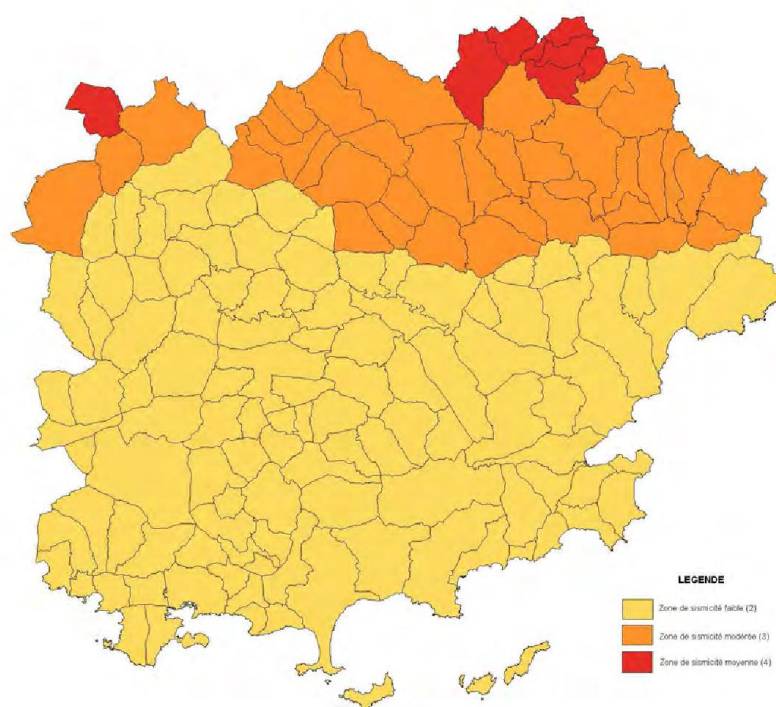 LEGENDE
Zone de sismicité faible (2)
Zone de sismicité modérée (3)
Zone de sismicité moyenne (4)